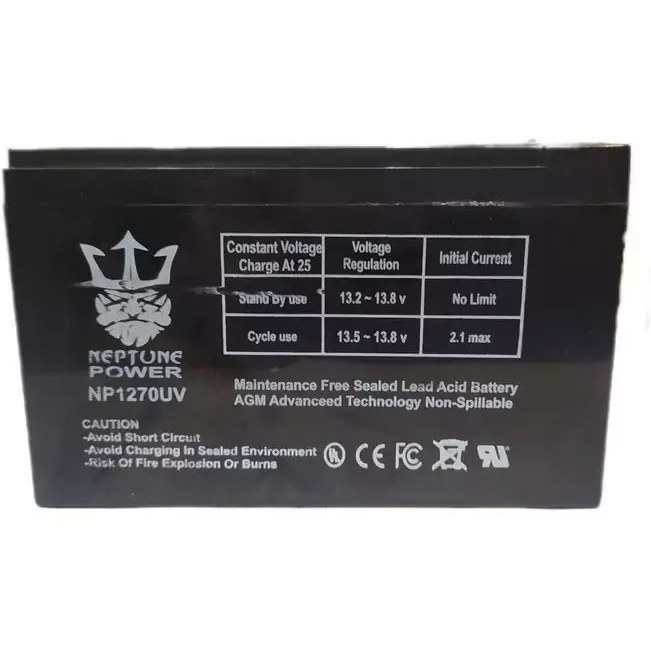 Constant Voltage
Charge At 25
Voltage
Regulation
Initial Current
Stand By use
13.2 ~ 13.8 v
No Limit
Cycle use
13.5 ~ 13.8 v
2.1 max
NEPTUNE
POWER
NP1270UV
Maintenance Free Sealed Lead Acid Battery
AGM Advanceed Technology Non-Spillable
CAUTION
-Avoid Short Circuit
-Avoid Charging In Sealed Environment
-Risk Of Fire Explosion Or Burns